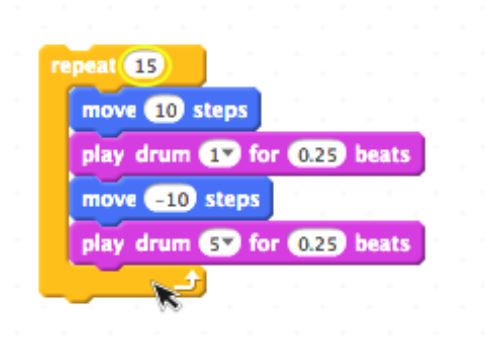 repeat 15
move 10 steps
play drum 1 for 0.25 beats
move -10 steps
play drum 5 for 0.25 beats